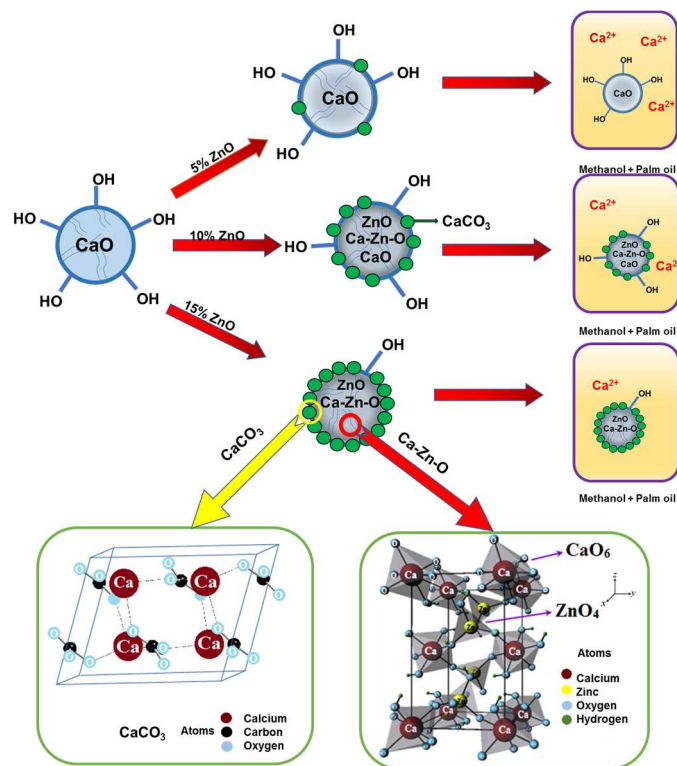 OH
HO
CaO
OH
HO
5% ZnO
Ca²⁺
Ca²⁺
OH
HO
OH
CaO
HO
Ca²⁺
Methanol + Palm oil
OH
HO
OH
CaO
HO
OH
10% ZnO
OH
ZnO
Ca-Zn-O
CaO
HO
OH
CaCO₃
Ca²⁺
OH
HO
ZnO
Ca-Zn-O
CaO
OH
Ca²
Methanol + Palm oil
15% ZnO
OH
ZnO
Ca-Zn-O
Ca²⁺
OH
ZnO
Ca-Zn-O
Methanol + Palm oil
CaCO₃
Ca-Zn-O
Ca
Ca
Ca
Ca
CaCO₃
Atoms
Calcium
Carbon
Oxygen
CaO₆
ZnO₄
z
x
y
Ca
Ca
Ca
Ca
Ca
Ca
Ca
Ca
Ca
Ca
Ca
Atoms
Calcium
Zinc
Oxygen
Hydrogen